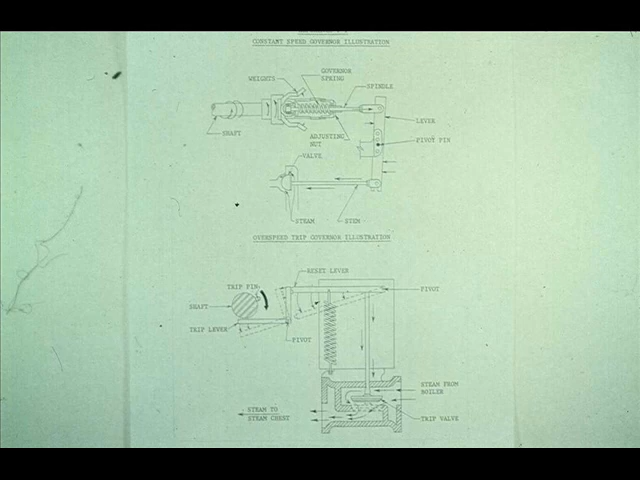 CONSTANT SPEED GOVERNOR ILLUSTRATION
WEIGHTS
GOVERNOR
SPRING
SPINDLE
LEVER
SHAFT
ADJUSTING
NUT
PIVOT PIN
VALVE
STEAM
STEM
OVERSPEED TRIP GOVERNOR ILLUSTRATION
RESET LEVER
TRIP PIN
PIVOT
SHAFT
TRIP LEVER
PIVOT
STEAM FROM
BOILER
STEAM TO
STEAM CHEST
TRIP VALVE